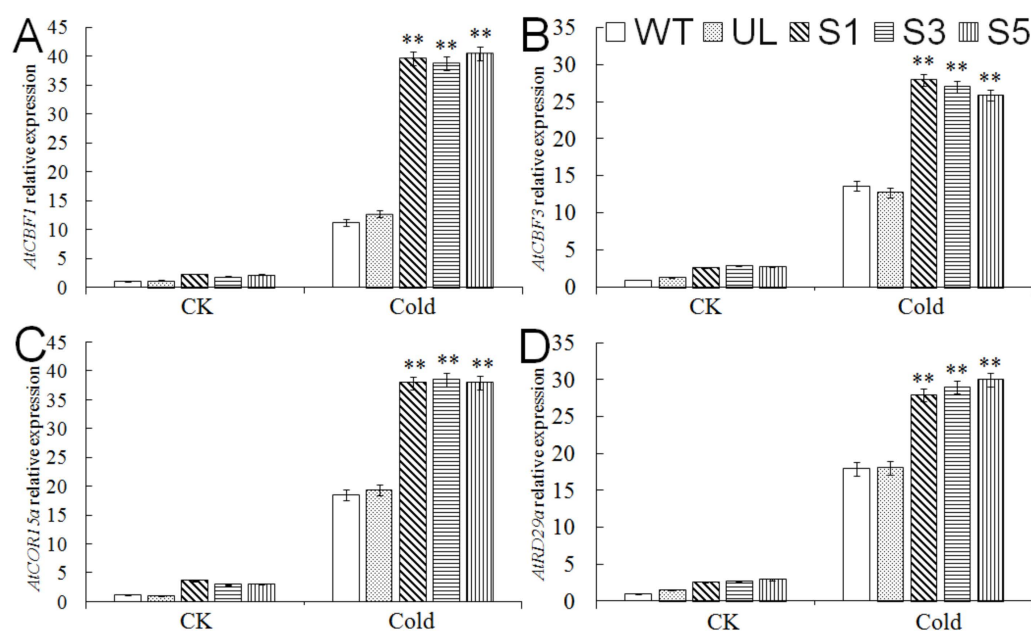 A
AtCBF1 relative expression
45
40
35
30
25
20
15
10
5
0
CK
Cold
**
**
**
B
WT UL S1 S3 S5
AtCBF3 relative expression
35
30
25
20
15
10
5
0
CK
Cold
**
**
**
C
AtCOR15a relative expression
45
40
35
30
25
20
15
10
5
0
CK
Cold
**
**
**
D
AtRD29a relative expression
35
30
25
20
15
10
5
0
CK
Cold
**
**
**